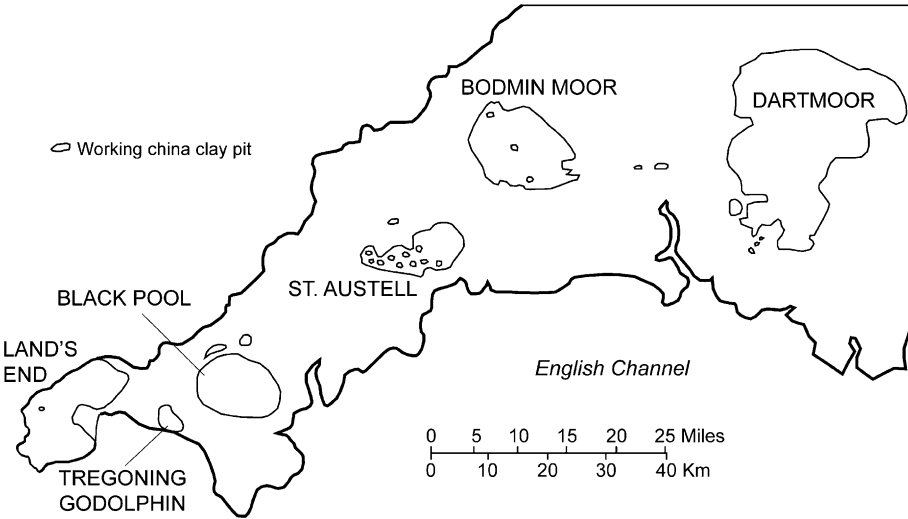 BODMIN MOOR
DARTMOOR
Working china clay pit
ST. AUSTELL
BLACK POOL
LAND'S
END
English Channel
0 5 10 15 20 25 Miles
0 10 20 30 40 Km
TREGONING
GODOLPHIN